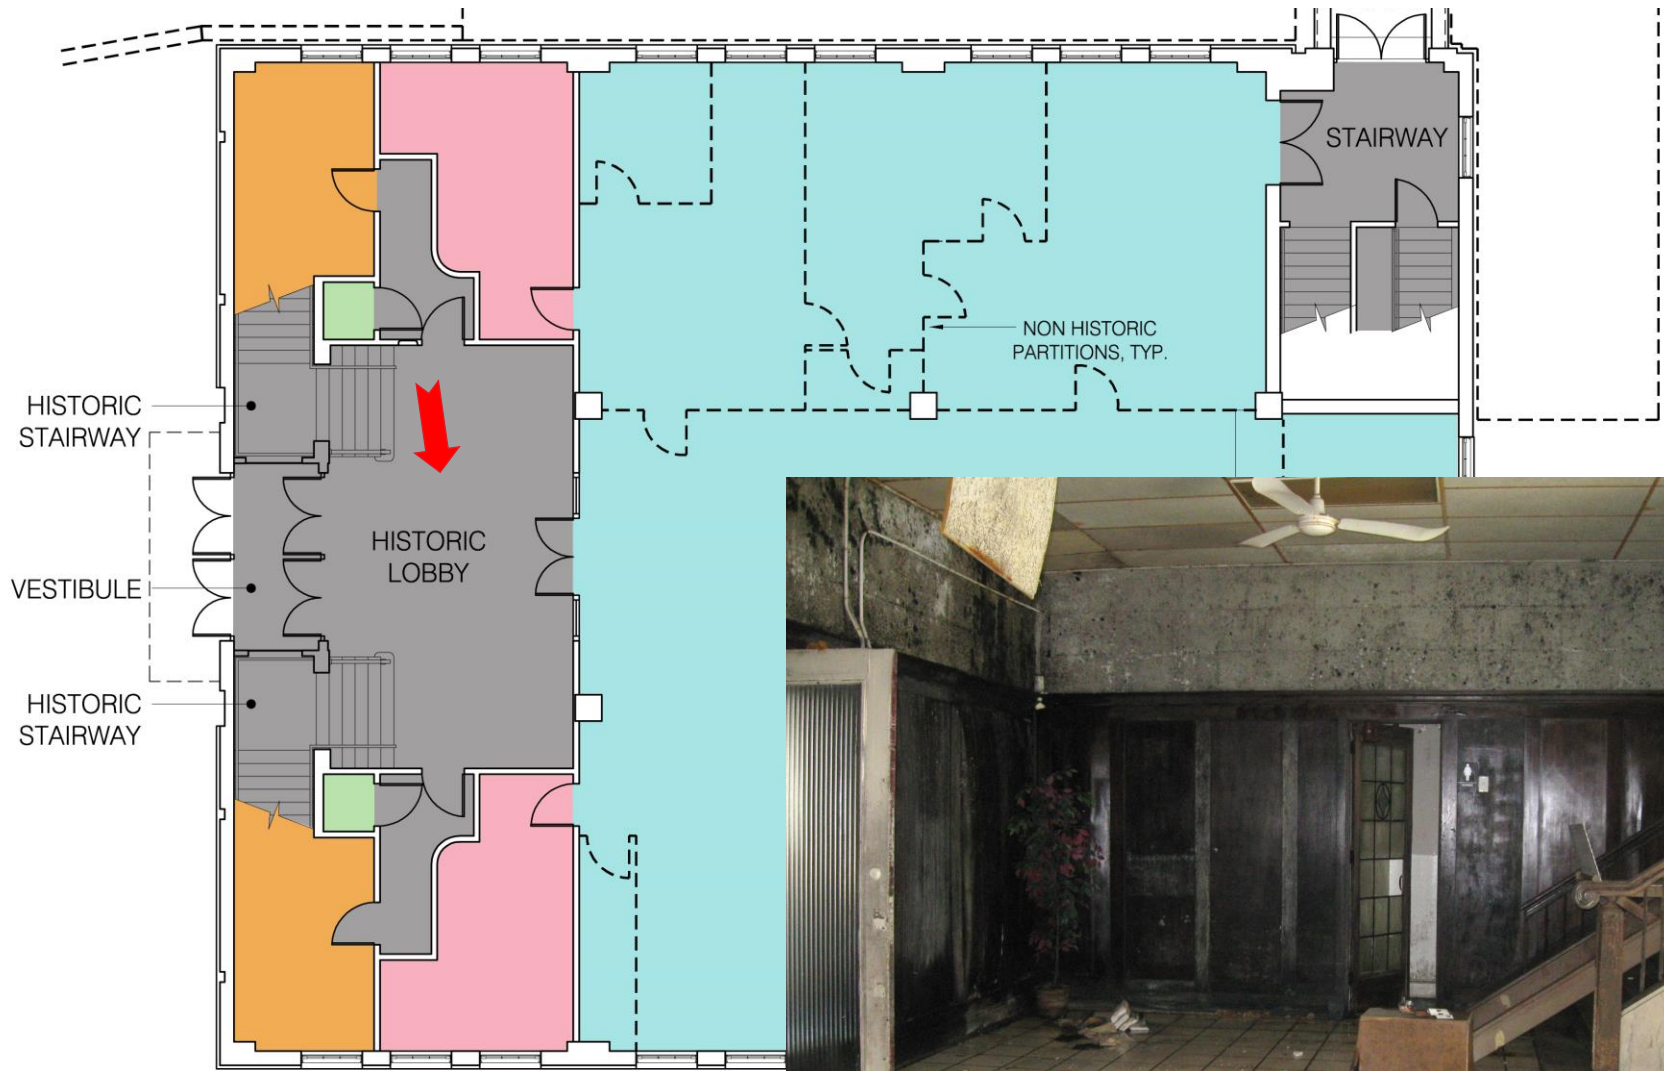 STAIRWAY
NON HISTORIC
PARTITIONS, TYP.
HISTORIC
STAIRWAY
HISTORIC
LOBBY
VESTIBULE
HISTORIC
STAIRWAY